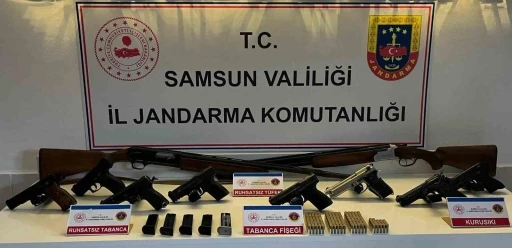 T.C.
SAMSUN VALİLİĞİ
İL JANDARMA KOMUTANLIĞI
JANDARMA
RUHSATSIZ TÜFEK
RUHSATSIZ TABANCA
TABANCA FİŞEĞİ
KURUSIKI